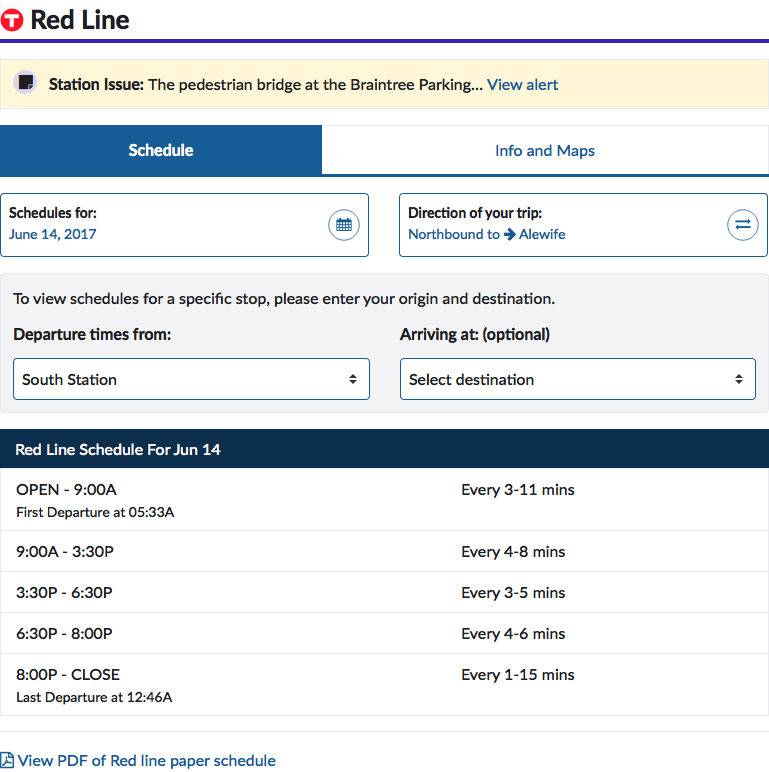 T Red Line
Station Issue: The pedestrian bridge at the Braintree Parking... View alert
Schedule
Info and Maps
Schedules for:
June 14, 2017
Direction of your trip:
Northbound to → Alewife
To view schedules for a specific stop, please enter your origin and destination.
Departure times from:
Arriving at: (optional)
South Station
Select destination
Red Line Schedule For Jun 14
OPEN - 9:00A Every 3-11 mins
First Departure at 05:33A
9:00A - 3:30P Every 4-8 mins
3:30P - 6:30P Every 3-5 mins
6:30P - 8:00P Every 4-6 mins
8:00P - CLOSE Every 1-15 mins
Last Departure at 12:46A
View PDF of Red line paper schedule